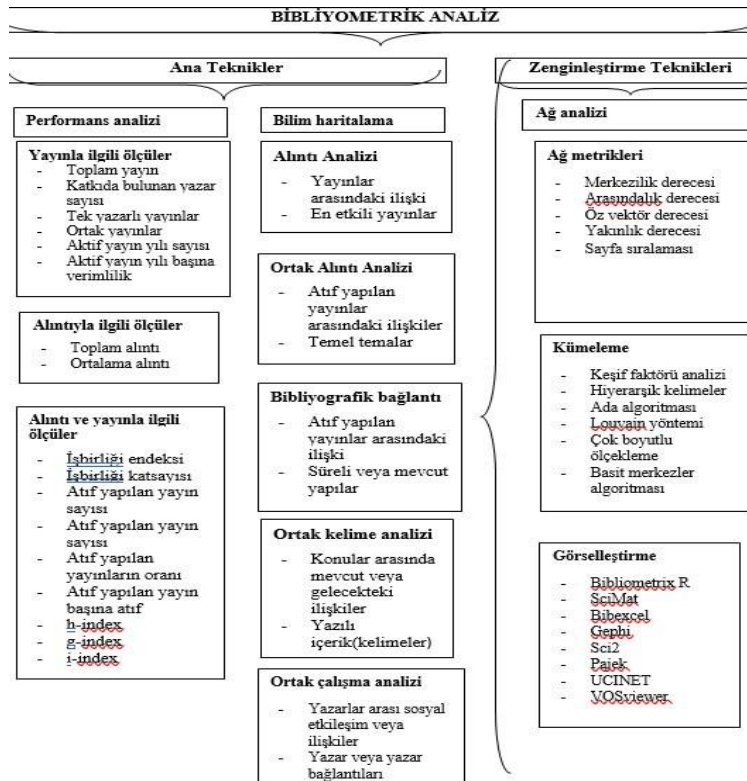 BİBLİYOMETRİK ANALİZ
Ana Teknikler
Zenginleştirme Teknikleri
Performans analizi
Yayınla ilgili ölçüler
- Toplam yayın
- Katkıda bulunan yazar
sayısı
- Tek yazarlı yayınlar
- Ortak yayınlar
- Aktif yayın yılı sayısı
- Aktif yayın yılı başına
verimlilik
Alıntıyla ilgili ölçüler
- Toplam alıntı
- Ortalama alıntı
Alıntı ve yayınla ilgili
ölçüler
- İşbirliği endeksi
- İşbirliği katsayısı
- Atıf yapılan yayın
sayısı
- Atıf yapılan yayın
sayısı
- Atıf yapılan
yayınların oranı
- Atıf yapılan yayın
başına atıf
- h-index
- g-index
- i-index
Bilim haritalama
Alıntı Analizi
- Yayınlar
arasındaki ilişki
- En etkili yayınlar
Ortak Alıntı Analizi
- Atıf yapılan
yayınlar
arasındaki ilişkiler
- Temel temalar
Bibliyografik bağlantı
- Atıf yapılan
yayınlar arasındaki
ilişki
- Süreli veya mevcut
yapılar
Ortak kelime analizi
- Konular arasında
mevcut veya
gelecekteki
ilişkiler
- Yazılı
içerik(kelimeler)
Ortak çalışma analizi
- Yazarlar arası sosyal
etkileşim veya
ilişkiler
- Yazar veya yazar
bağlantıları
Ağ analizi
Ağ metrikleri
- Merkezilik derecesi
- Arasındalık derecesi
- Öz vektör derecesi
- Yakınlık derecesi
- Sayfa sıralaması
Kümeleme
- Keşif faktörü analizi
- Hiyerarşik kelimeler
- Ada algoritması
- Louvain yöntemi
- Çok boyutlu
ölçekleme
- Basit merkezler
algoritması
Görselleştirme
- Bibliometrix R
- SciMat
- Bibexcel
- Gephi
- Sci2
- Pajek
- UCINET
- VOSviewer